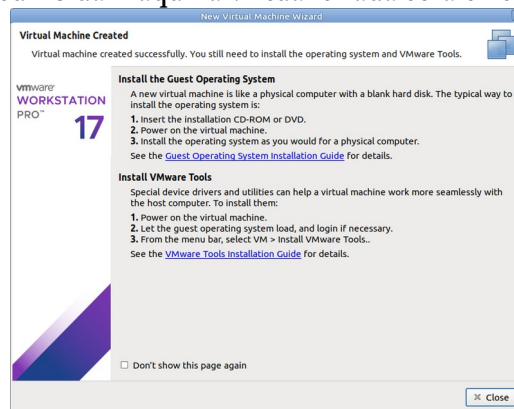 New Virtual Machine Wizard
Virtual Machine Created
Virtual machine created successfully. You still need to install the operating system and VMware Tools.
vmware
WORKSTATION
PRO™ 17
Install the Guest Operating System
A new virtual machine is like a physical computer with a blank hard disk. The typical way to
install the operating system is:
1. Insert the installation CD-ROM or DVD.
2. Power on the virtual machine.
3. Install the operating system as you would for a physical computer.
See the Guest Operating System Installation Guide for details.
Install VMware Tools
Special device drivers and utilities can help a virtual machine work more seamlessly with
the host computer. To install them:
1. Power on the virtual machine.
2. Let the guest operating system load, and login if necessary.
3. From the menu bar, select VM > Install VMware Tools..
See the VMware Tools Installation Guide for details.
Don't show this page again
Close